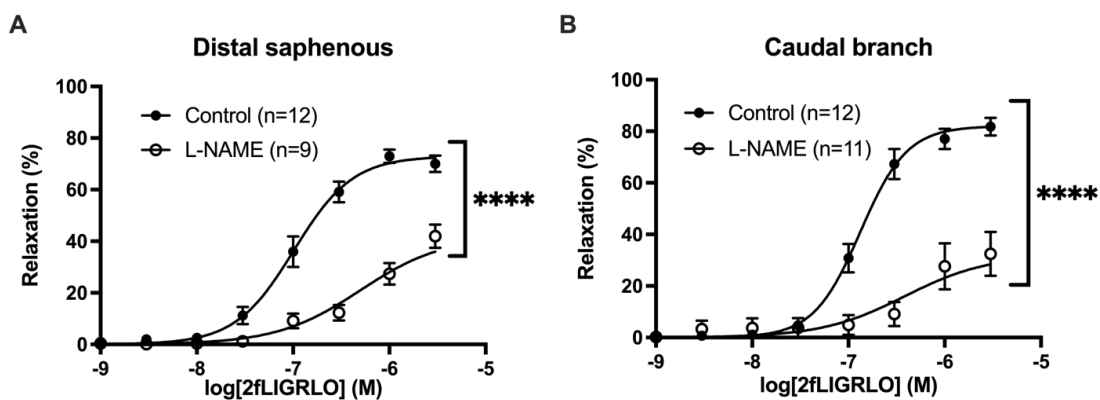 A
Distal saphenous
Relaxation (%)
100
80
60
40
20
0
Control (n=12)
L-NAME (n=9)
****
-9 -8 -7 -6 -5
log[2fLIGRLO] (M)
B
Caudal branch
Relaxation (%)
100
80
60
40
20
0
Control (n=12)
L-NAME (n=11)
****
-9 -8 -7 -6 -5
log[2fLIGRLO] (M)